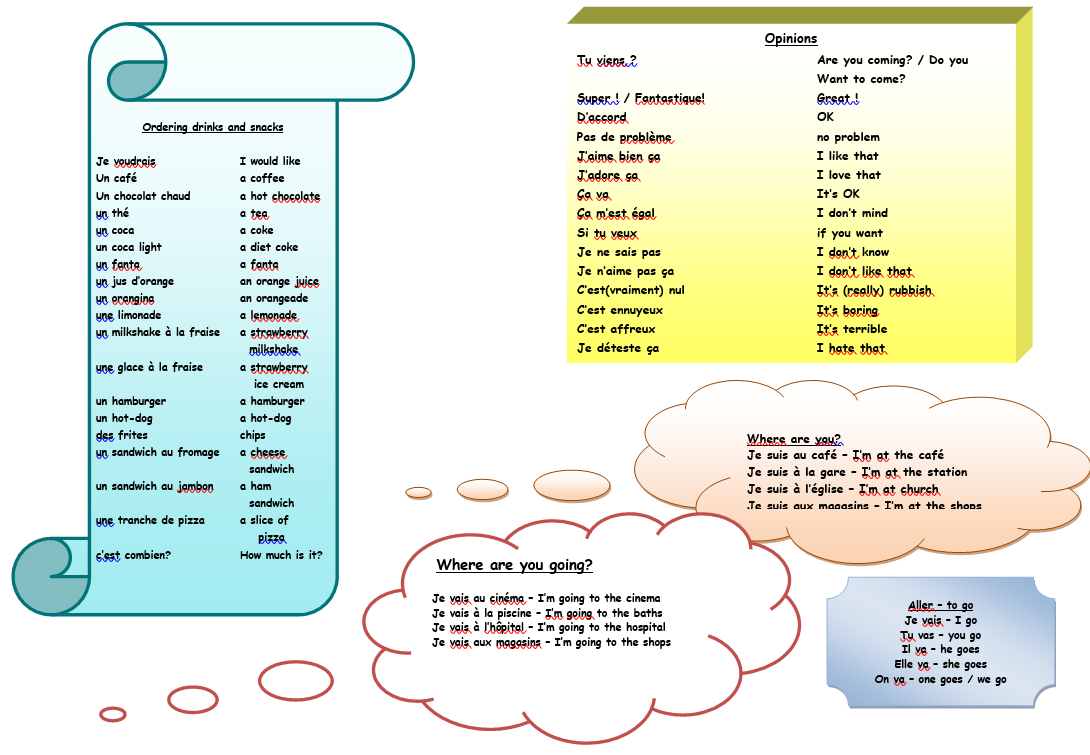 Ordering drinks and snacks
Je voudrais I would like
Un café a coffee
Un chocolat chaud a hot chocolate
un thé a tea
un coca a coke
un coca light a diet coke
un fanta a fanta
un jus d'orange an orange juice
un orangina an orangeade
une limonade a lemonade
un milkshake à la fraise a strawberry
milkshake
une glace à la fraise a strawberry
ice cream
un hamburger a hamburger
un hot-dog a hot-dog
des frites chips
un sandwich au fromage a cheese
sandwich
un sandwich au jambon a ham
sandwich
une tranche de pizza a slice of
pizza
c'est combien? How much is it?
Opinions
Tu viens ? Are you coming? / Do you
Want to come?
Super ! / Fantastique! Great !
D'accord OK
Pas de problème no problem
J'aime bien ça I like that
J'adore ça I love that
Ca va It's OK
Ca m'est égal I don't mind
Si tu veux if you want
Je ne sais pas I don't know
Je n'aime pas ça I don't like that
C'est(vraiment) nul It's (really) rubbish
C'est ennuyeux It's boring
C'est affreux It's terrible
Je déteste ça I hate that
Where are you?
Je suis au café – I'm at the café
Je suis à la gare – I'm at the station
Je suis à l'église – I'm at church
Je suis aux magasins – I'm at the shops
Where are you going?
Je vais au cinéma – I'm going to the cinema
Je vais à la piscine – I'm going to the baths
Je vais à l'hôpital – I'm going to the hospital
Je vais aux magasins – I'm going to the shops
Aller – to go
Je vais – I go
Tu vas – you go
Il va – he goes
Elle va – she goes
On va – one goes / we go